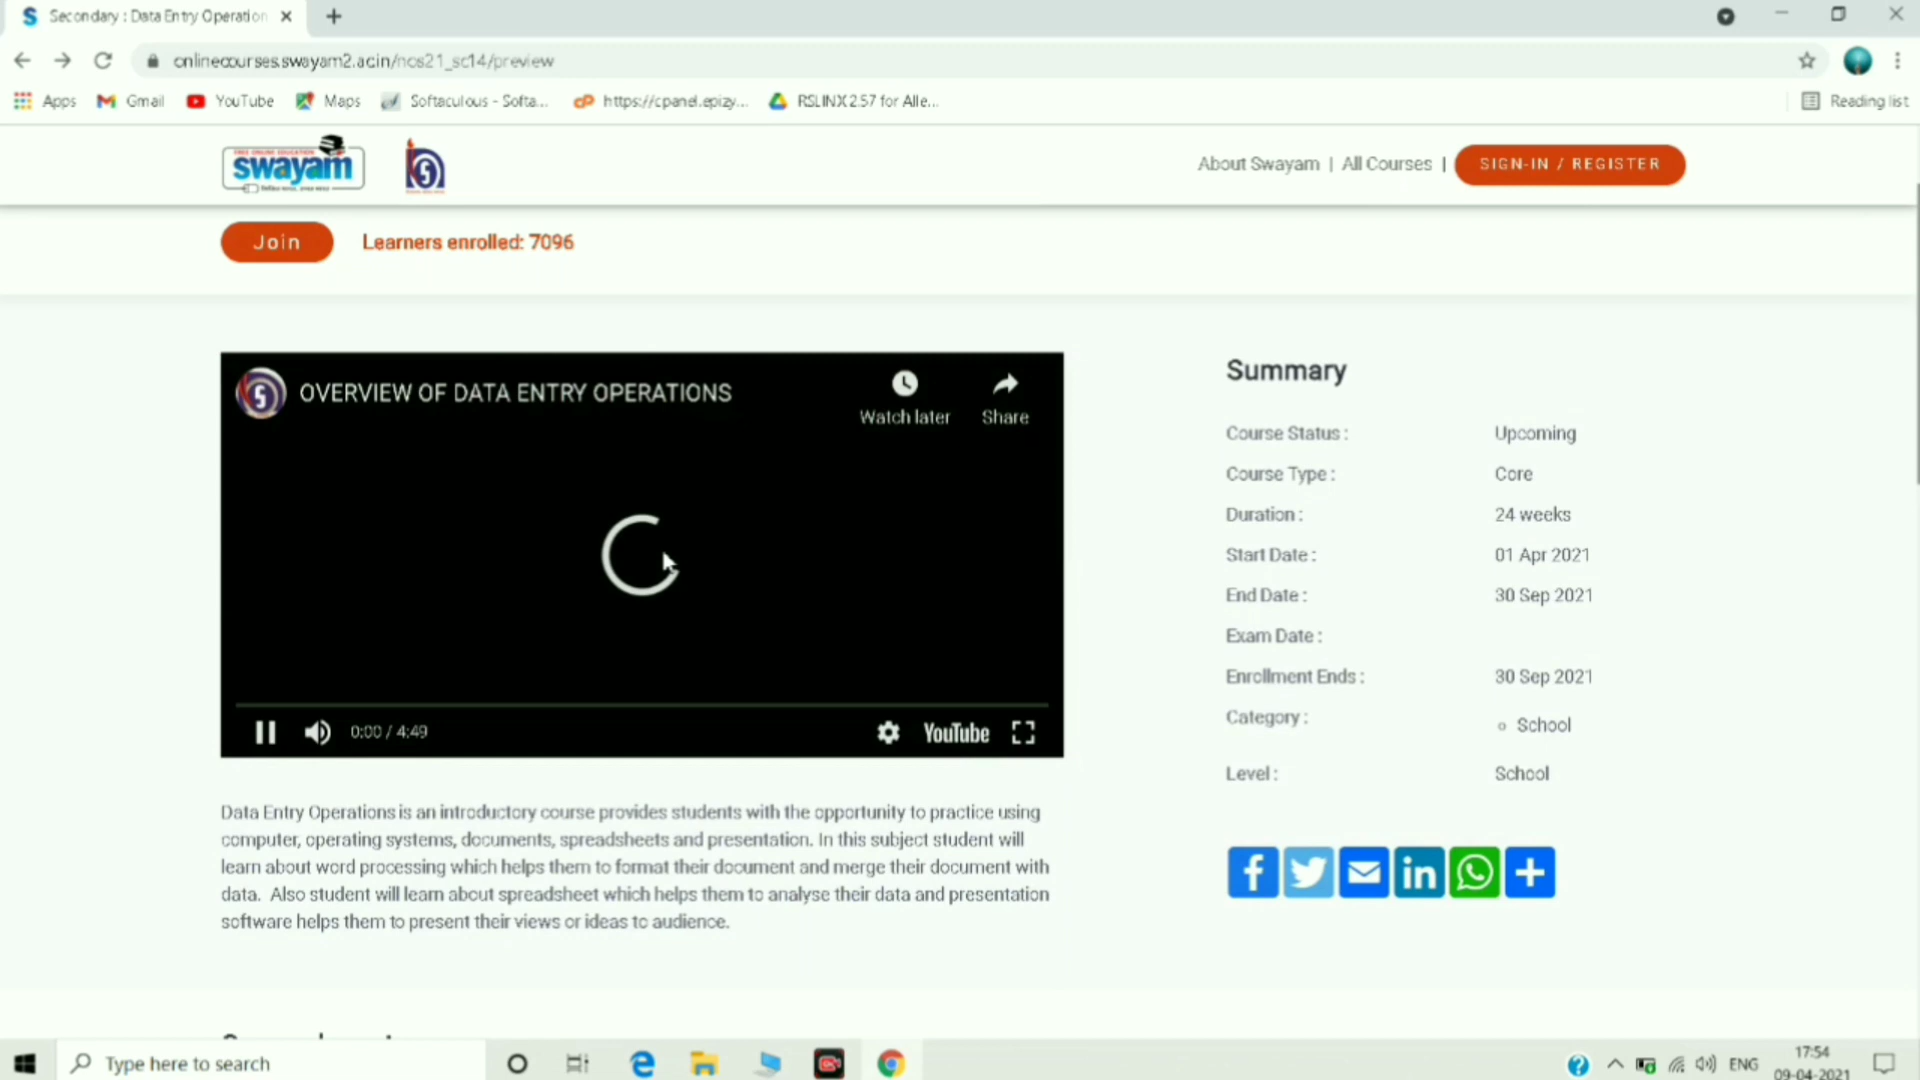 Secondary : Data Entry Operation
onlinecourses.swayam2.ac.in/nos21_sc14/preview
Apps Gmail YouTube Maps Softaculous - Softa... https://cpanel.epizy... RSLINX 2.57 for Alle... Reading list
FREE ONLINE EDUCATION
swayam
About Swayam | All Courses | SIGN-IN / REGISTER
Join Learners enrolled: 7096
OVERVIEW OF DATA ENTRY OPERATIONS
Watch later Share
0:00 / 4:49 YouTube
Data Entry Operations is an introductory course provides students with the opportunity to practice using
computer, operating systems, documents, spreadsheets and presentation. In this subject student will
learn about word processing which helps them to format their document and merge their document with
data. Also student will learn about spreadsheet which helps them to analyse their data and presentation
software helps them to present their views or ideas to audience.
Summary
Course Status : Upcoming
Course Type : Core
Duration : 24 weeks
Start Date : 01 Apr 2021
End Date : 30 Sep 2021
Exam Date :
Enrollment Ends : 30 Sep 2021
Category : School
Level : School
Type here to search
ENG
17:54
09-04-2021